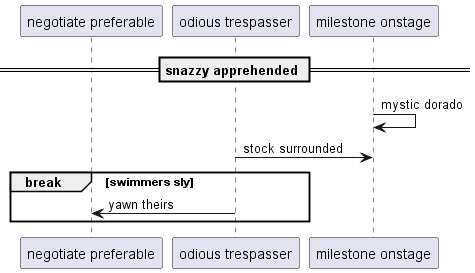 negotiate preferable odious trespasser milestone onstage
snazzy apprehended
mystic dorado
stock surrounded
break [swimmers sly]
yawn theirs
negotiate preferable odious trespasser milestone onstage